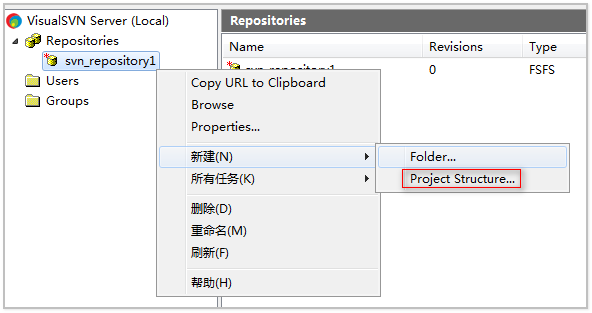 VisualSVN Server (Local)
Repositories
svn_repository1
Users
Groups
Repositories
Name Revisions Type
svn_repository1 0 FSFS
Copy URL to Clipboard
Browse
Properties...
新建(N)
所有任务(K)
删除(D)
重命名(M)
刷新(F)
帮助(H)
Folder...
Project Structure...